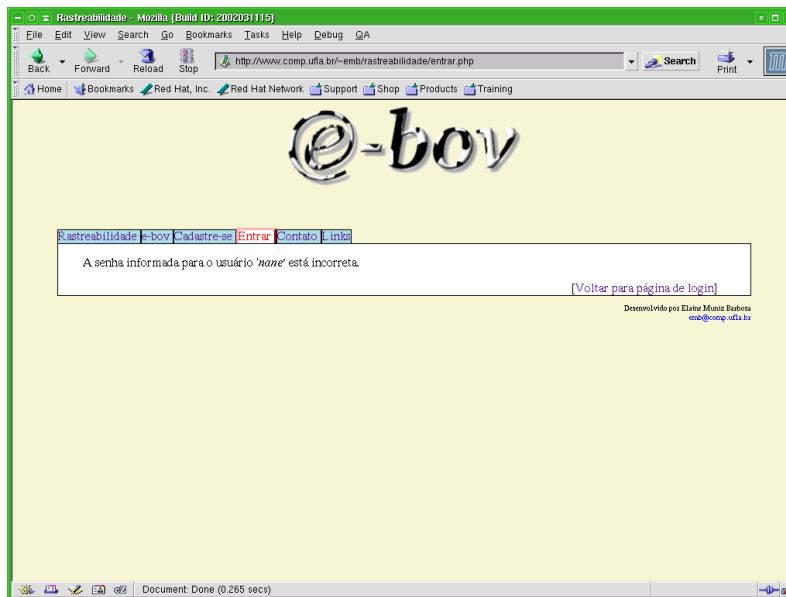 Rastreabilidade - Mozilla {Build ID: 2002031115}
File Edit View Search Go Bookmarks Tasks Help Debug QA
Back Forward Reload Stop http://www.comp.ufla.br/~emb/rastreabilidade/entrar.php Search Print
Home Bookmarks Red Hat, Inc. Red Hat Network Support Shop Products Training
e-bov
Rastreabilidade e-bov Cadastre-se Entrar Contato Links
A senha informada para o usuário 'nane' está incorreta.
[Voltar para página de login]
Desenvolvido por Elaine Muniz Barbosa
emb@comp.ufla.br
Document: Done (0.265 secs)